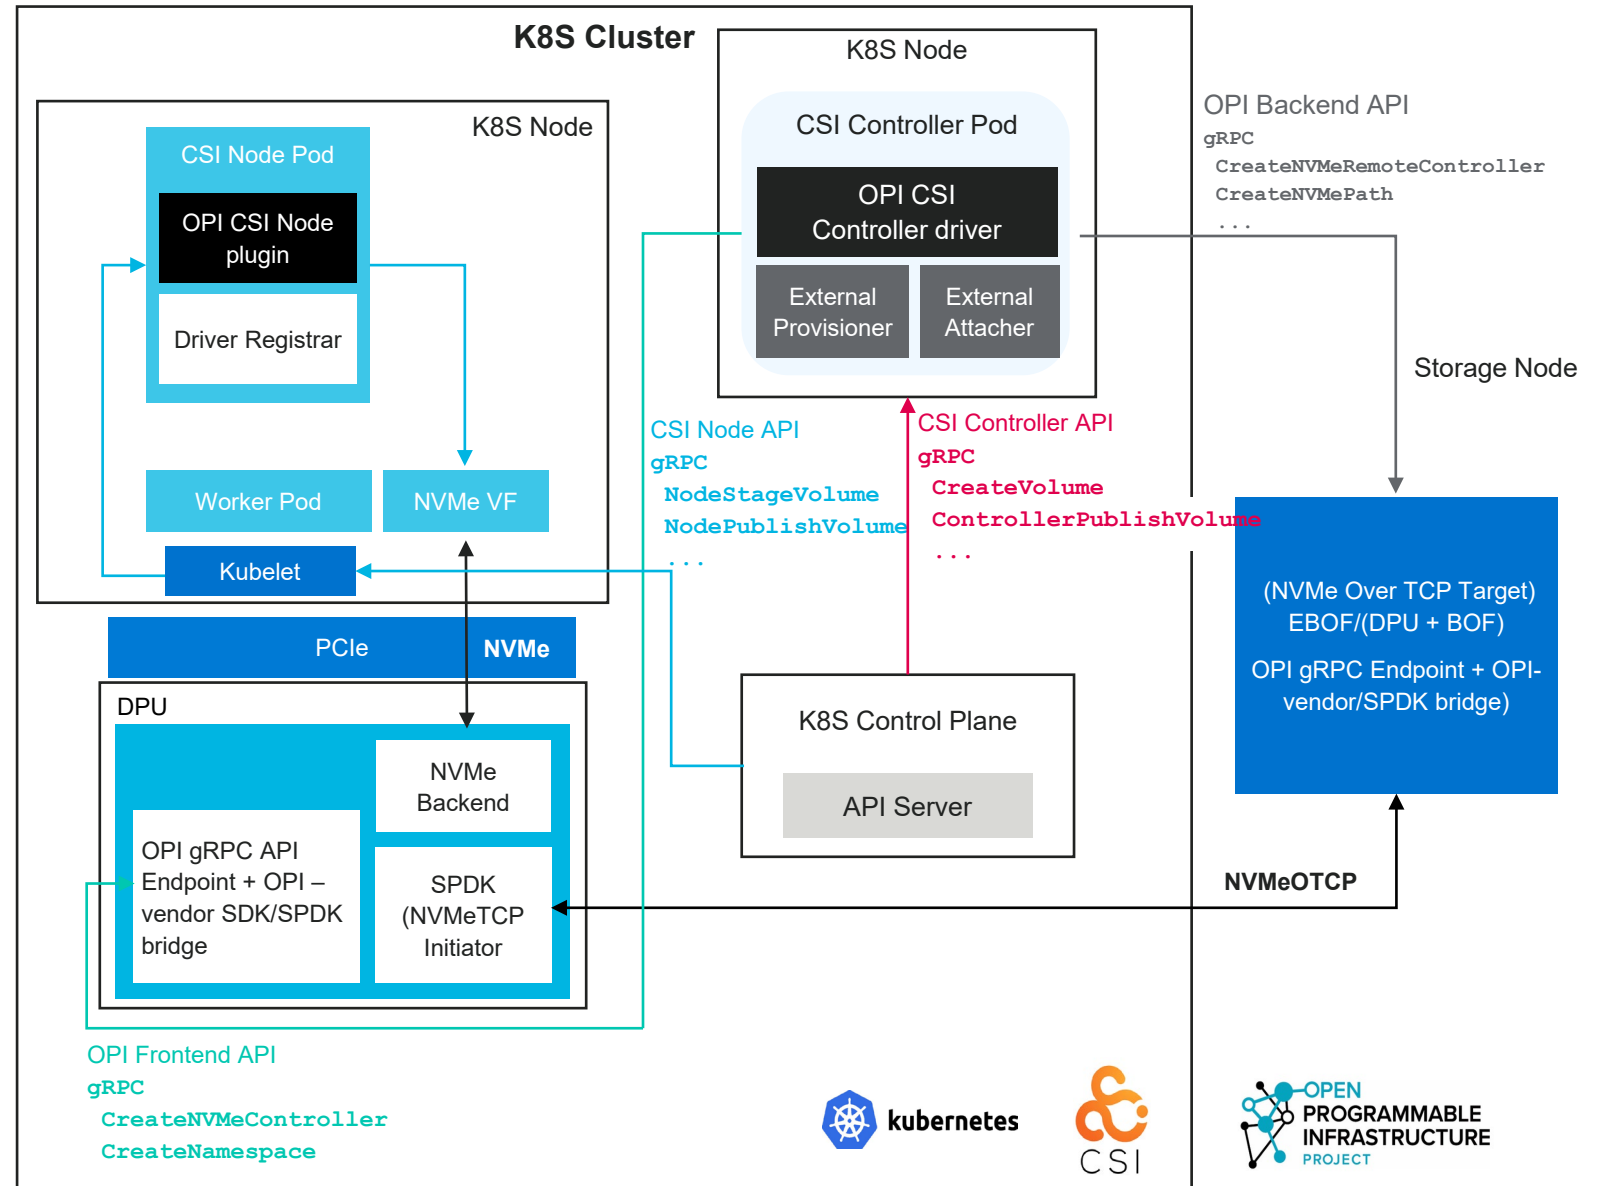 K8S Cluster
K8S Node
CSI Node Pod
OPI CSI Node
plugin
Driver Registrar
Worker Pod
NVMe VF
Kubelet
PCIe
NVMe
DPU
NVMe
Backend
OPI gRPC API
Endpoint + OPI –
vendor SDK/SPDK
bridge
SPDK
(NVMeTCP
Initiator
OPI Frontend API
gRPC
CreateNVMeController
CreateNamespace
K8S Node
CSI Controller Pod
OPI CSI
Controller driver
External
Provisioner
External
Attacher
CSI Node API
gRPC
NodeStageVolume
NodePublishVolume
...
CSI Controller API
gRPC
CreateVolume
ControllerPublishVolume
...
K8S Control Plane
API Server
OPI Backend API
gRPC
CreateNVMeRemoteController
CreateNVMePath
...
Storage Node
(NVMe Over TCP Target)
EBOF/(DPU + BOF)
OPI gRPC Endpoint + OPI-
vendor/SPDK bridge)
NVMeOTCP
kubernetes
CSI
OPEN
PROGRAMMABLE
INFRASTRUCTURE
PROJECT